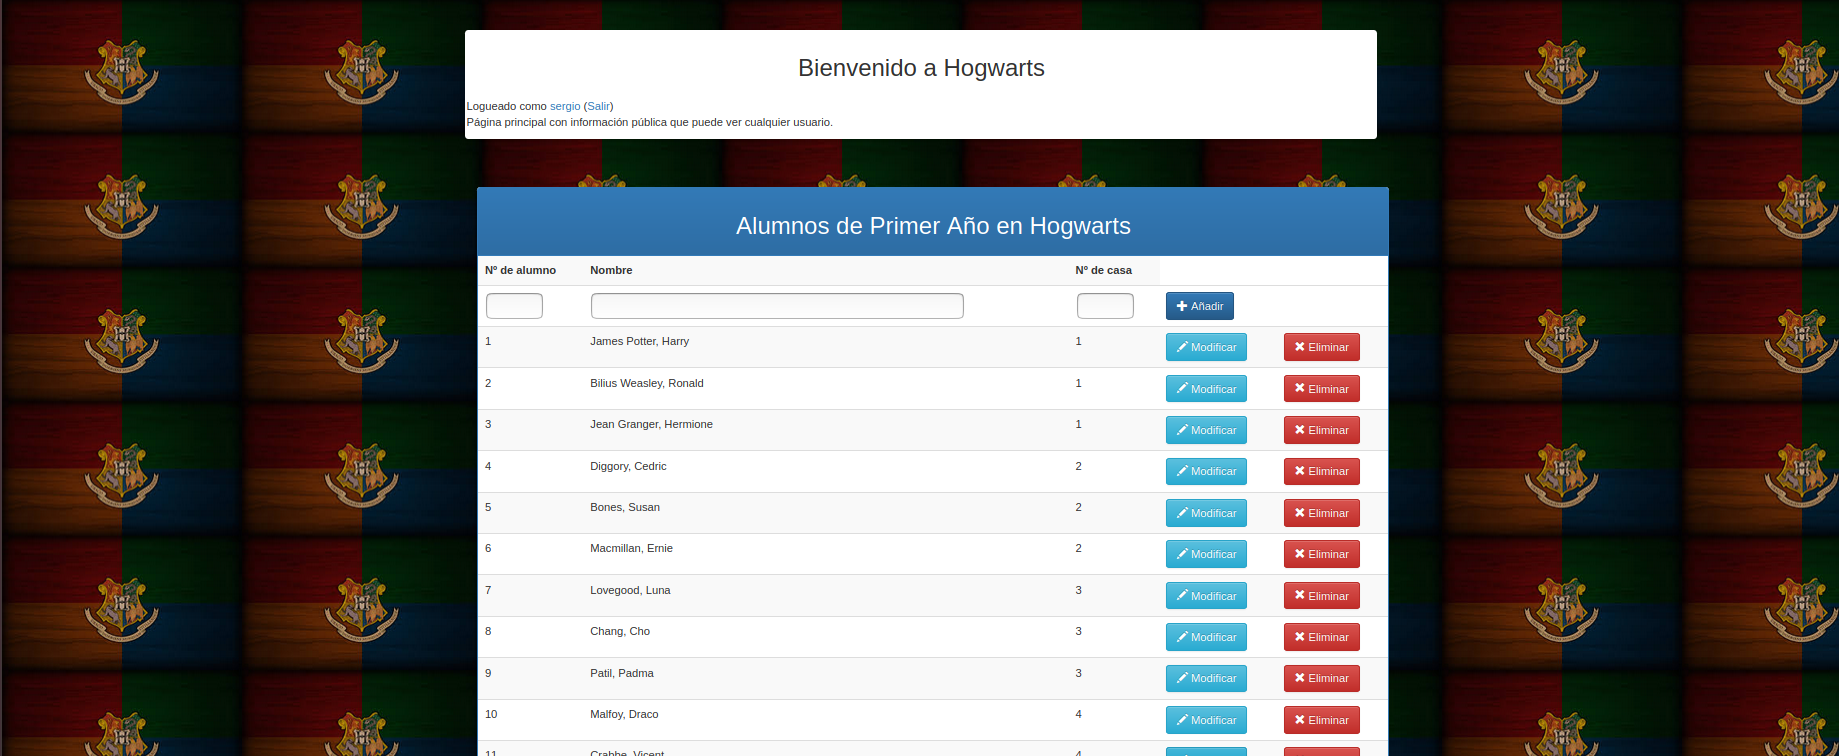 Bienvenido a Hogwarts
Logueado como sergio (Salir)
Página principal con información pública que puede ver cualquier usuario.
Alumnos de Primer Año en Hogwarts
Nº de alumno Nombre Nº de casa
Añadir
1 James Potter, Harry 1 Modificar Eliminar
2 Bilius Weasley, Ronald 1 Modificar Eliminar
3 Jean Granger, Hermione 1 Modificar Eliminar
4 Diggory, Cedric 2 Modificar Eliminar
5 Bones, Susan 2 Modificar Eliminar
6 Macmillan, Ernie 2 Modificar Eliminar
7 Lovegood, Luna 3 Modificar Eliminar
8 Chang, Cho 3 Modificar Eliminar
9 Patil, Padma 3 Modificar Eliminar
10 Malfoy, Draco 4 Modificar Eliminar
11 Crabbe, Vicent 4